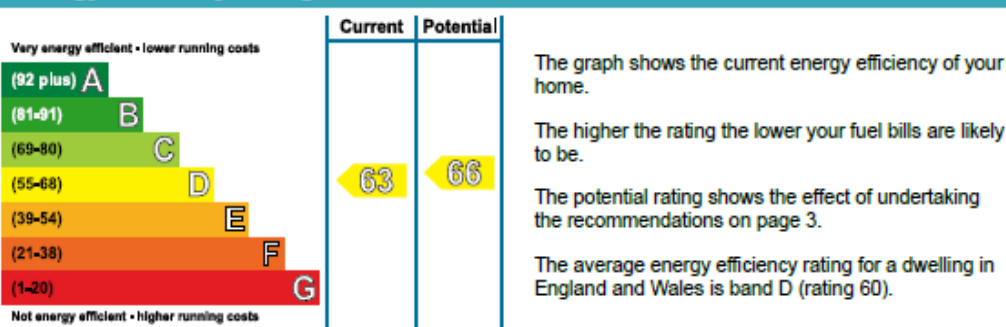 Current Potential
Very energy efficient - lower running costs
(92 plus) A
(81-91) B
(69-80) C
(55-68) D
(39-54) E
(21-38) F
(1-20) G
Not energy efficient - higher running costs
63
66
The graph shows the current energy efficiency of your
home.
The higher the rating the lower your fuel bills are likely
to be.
The potential rating shows the effect of undertaking
the recommendations on page 3.
The average energy efficiency rating for a dwelling in
England and Wales is band D (rating 60).